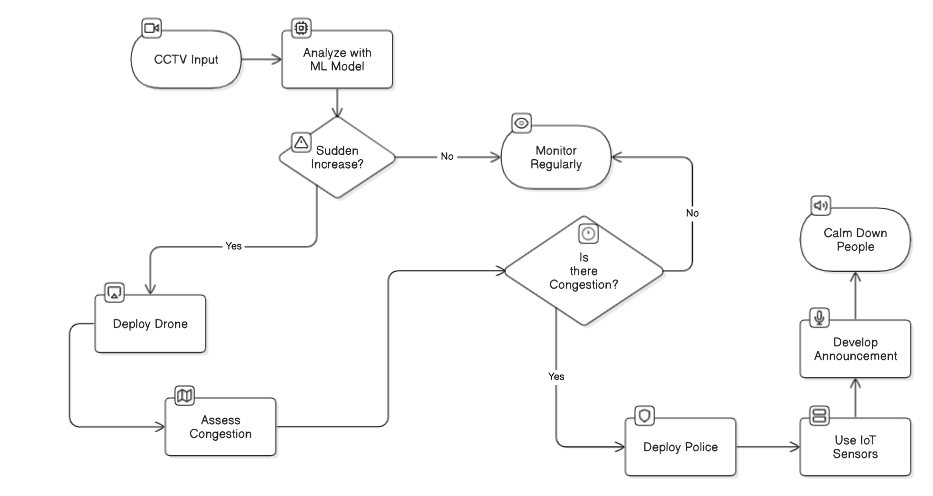 CCTV Input
Analyze with
ML Model
Sudden
Increase?
No
Monitor
Regularly
No
Yes
Is
there
Congestion?
Calm Down
People
Deploy Drone
Develop
Announcement
Yes
Assess
Congestion
Deploy Police
Use IoT
Sensors